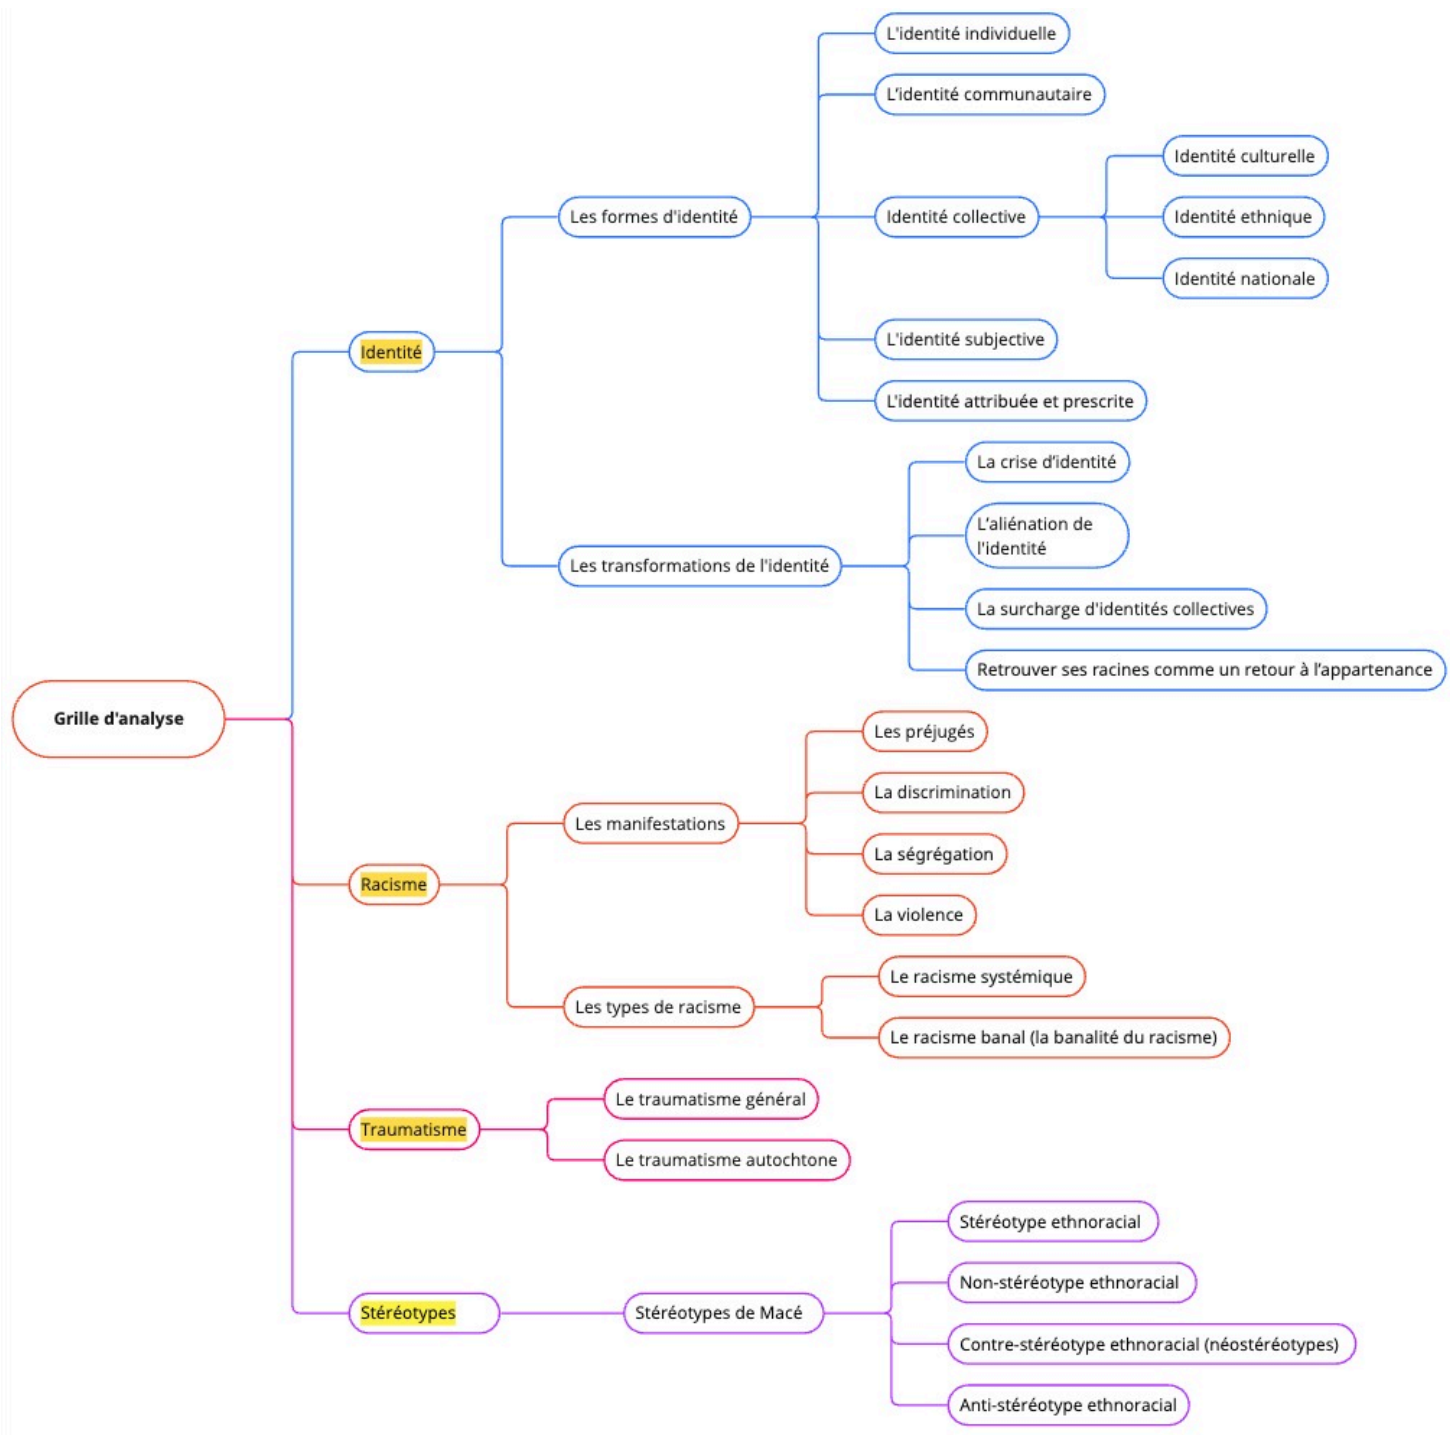 L'identité individuelle
L’identité communautaire
Identité culturelle
Les formes d'identité
Identité collective
Identité ethnique
Identité nationale
L'identité subjective
Identité
L'identité attribuée et prescrite
La crise d’identité
L’aliénation de
l'identité
Les transformations de l'identité
La surcharge d'identités collectives
Retrouver ses racines comme un retour à l’appartenance
Grille d'analyse
Les préjugés
La discrimination
Les manifestations
La ségrégation
Racisme
La violence
Le racisme systémique
Les types de racisme
Le racisme banal (la banalité du racisme)
Le traumatisme général
Traumatisme
Le traumatisme autochtone
Stéréotype ethnoracial
Non-stéréotype ethnoracial
Stéréotypes
Stéréotypes de Macé
Contre-stéréotype ethnoracial (néostéréotypes)
Anti-stéréotype ethnoracial